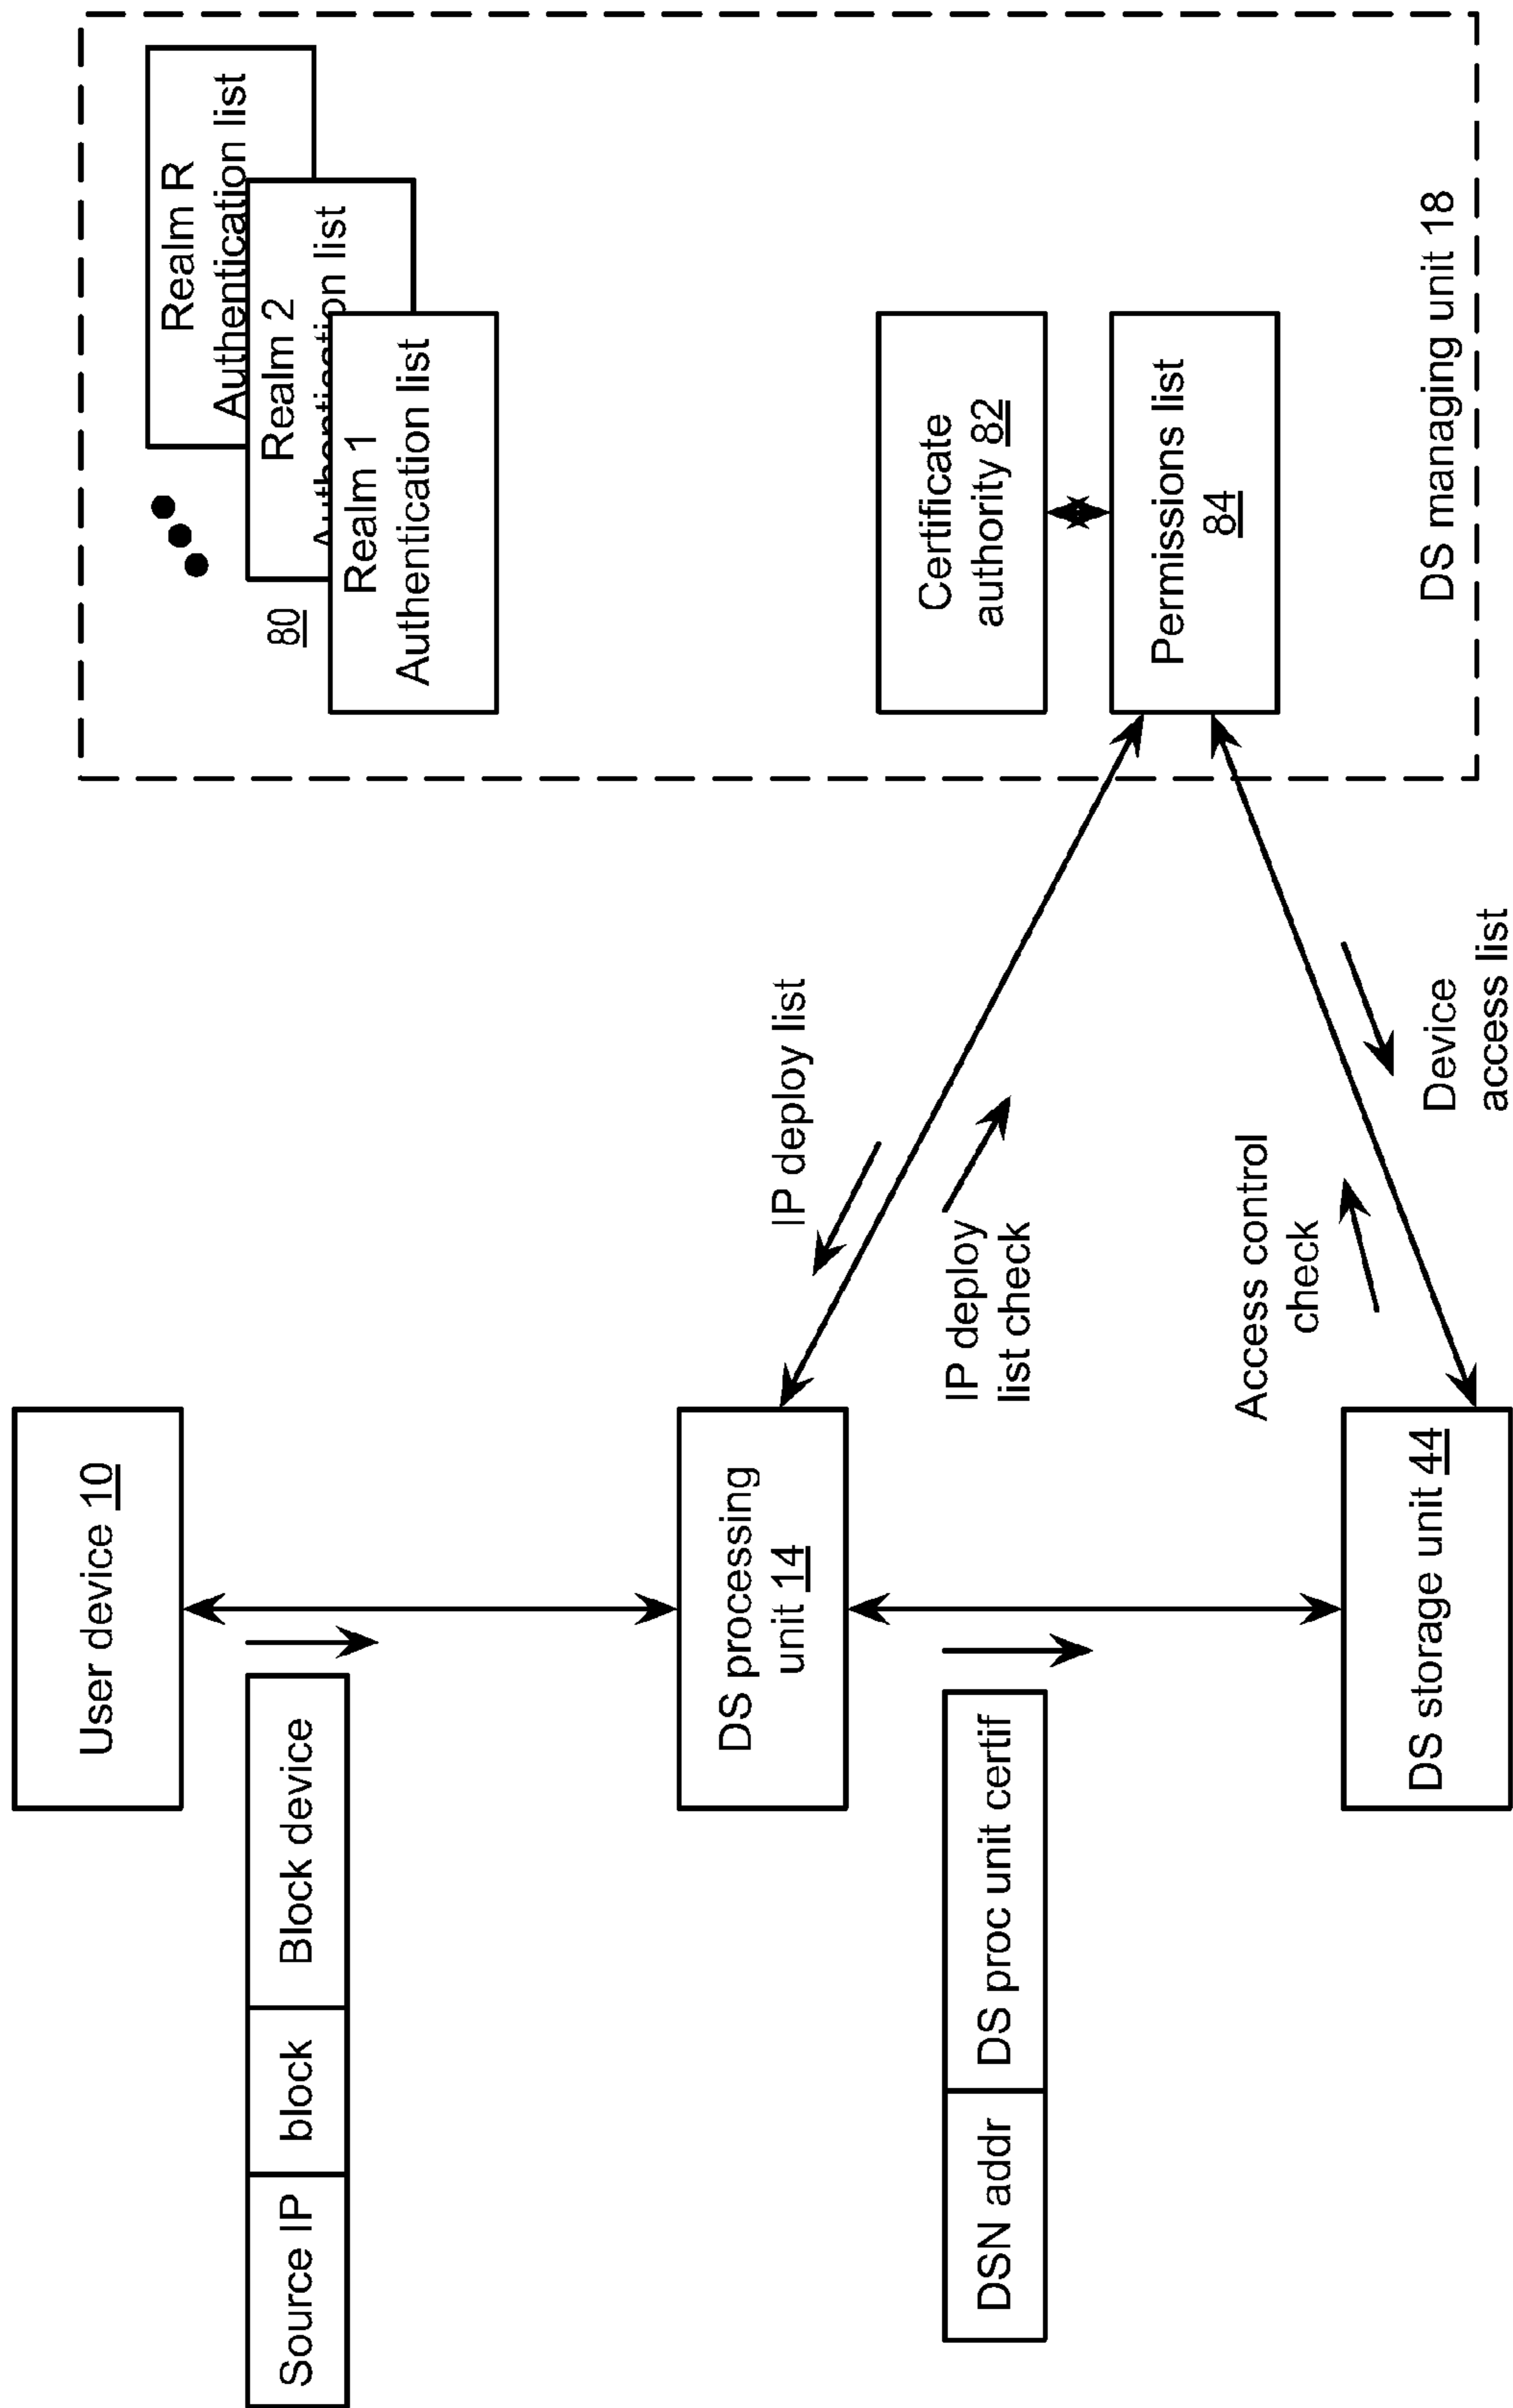 User device 10
Source IP
block
Block device
DS processing
unit 14
DSN addr
DS proc unit certif
DS storage unit 44
IP deploy list
IP deploy
list check
Access control
check
Device
access list
Realm R
Authentication list
Realm 2
Authentication list
80
Realm 1
Authentication list
Certificate
authority 82
Permissions list
84
DS managing unit 18